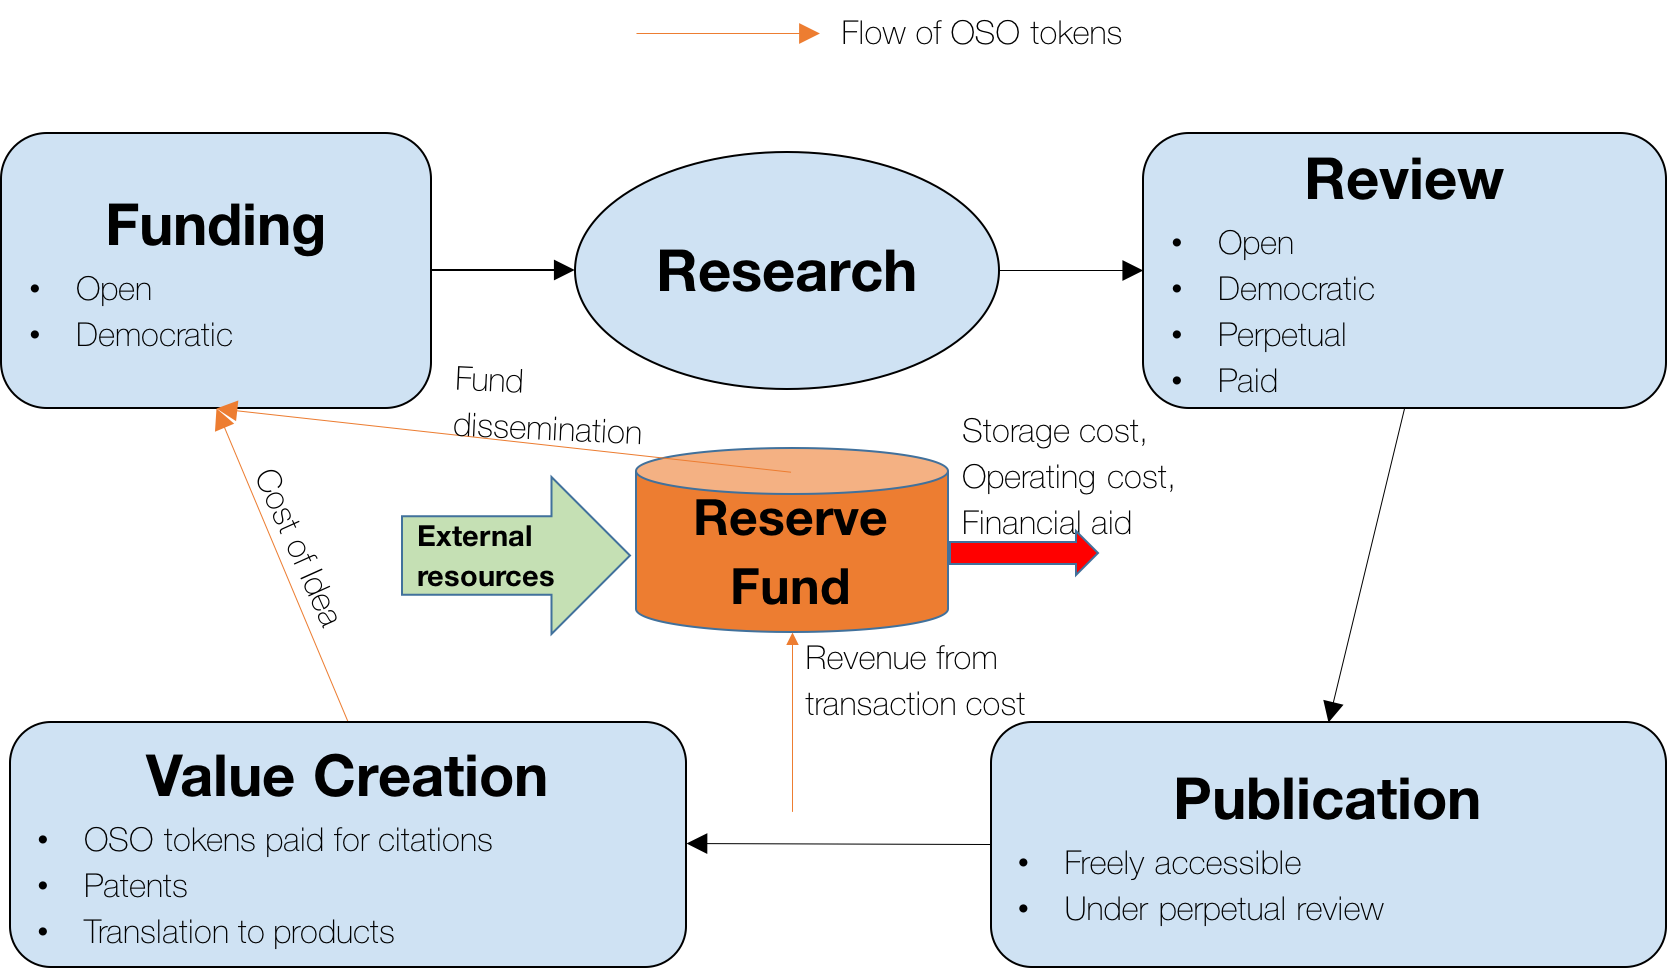 Flow of OSO tokens
Funding
• Open
• Democratic
Research
Review
• Open
• Democratic
• Perpetual
• Paid
Fund
dissemination
Storage cost,
Operating cost,
Financial aid
Cost of Idea
External
resources
Reserve
Fund
Revenue from
transaction cost
Value Creation
• OSO tokens paid for citations
• Patents
• Translation to products
Publication
• Freely accessible
• Under perpetual review